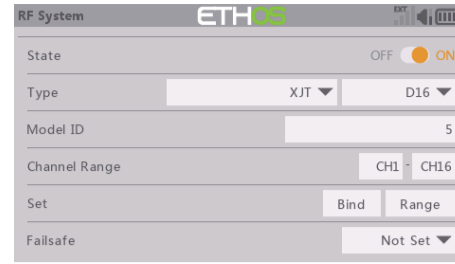 RF System ETHOS EXT
State OFF ON
Type XJT D16
Model ID 5
Channel Range CH1 - CH16
Set Bind Range
Failsafe Not Set